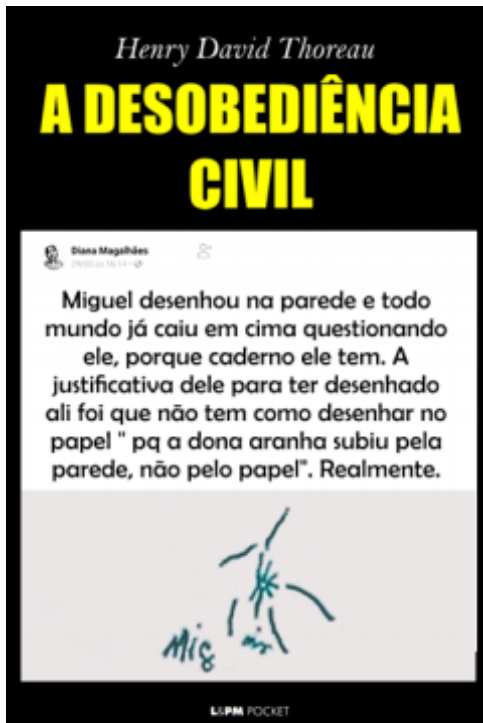 Henry David Thoreau
A DESOBEDIÊNCIA
CIVIL
Diana Magalhães
Miguel desenhou na parede e todo
mundo já caiu em cima questionando
ele, porque caderno ele tem. A
justificativa dele para ter desenhado
ali foi que não tem como desenhar no
papel " pq a dona aranha subiu pela
parede, não pelo papel". Realmente.
Mig
L&PM POCKET